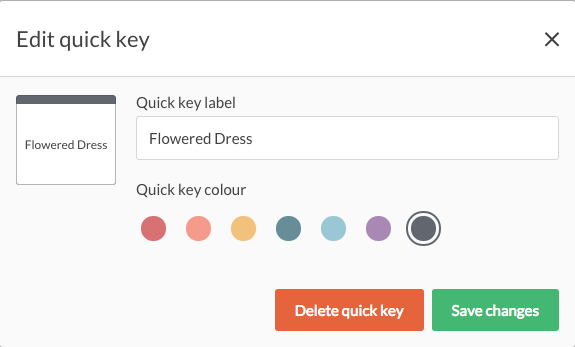 Edit quick key
Quick key label
Flowered Dress
Flowered Dress
Quick key colour
Delete quick key
Save changes